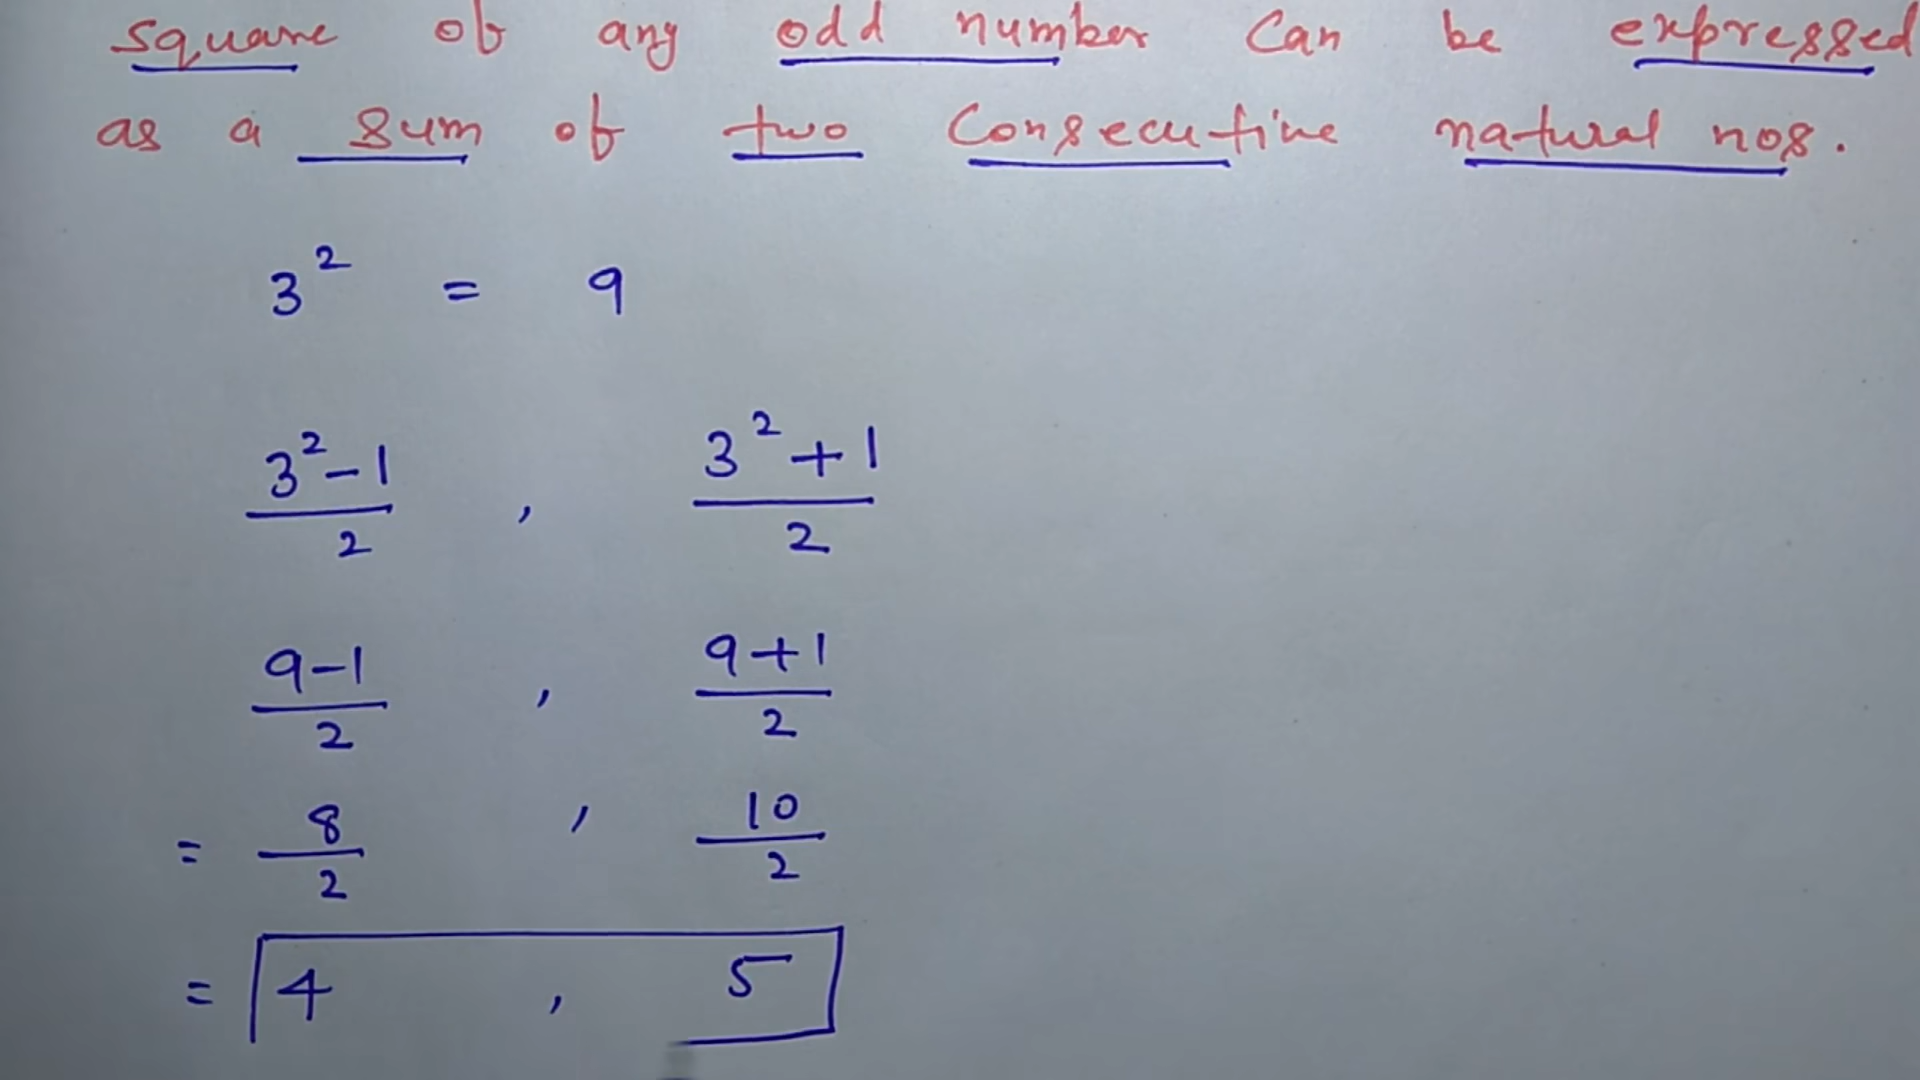 square of any odd number can be expressed
as a sum of two consecutive natural nos.
3² = 9
(3²-1)/2 , (3²+1)/2
(9-1)/2 , (9+1)/2
= 8/2 , 10/2
= 4 , 5